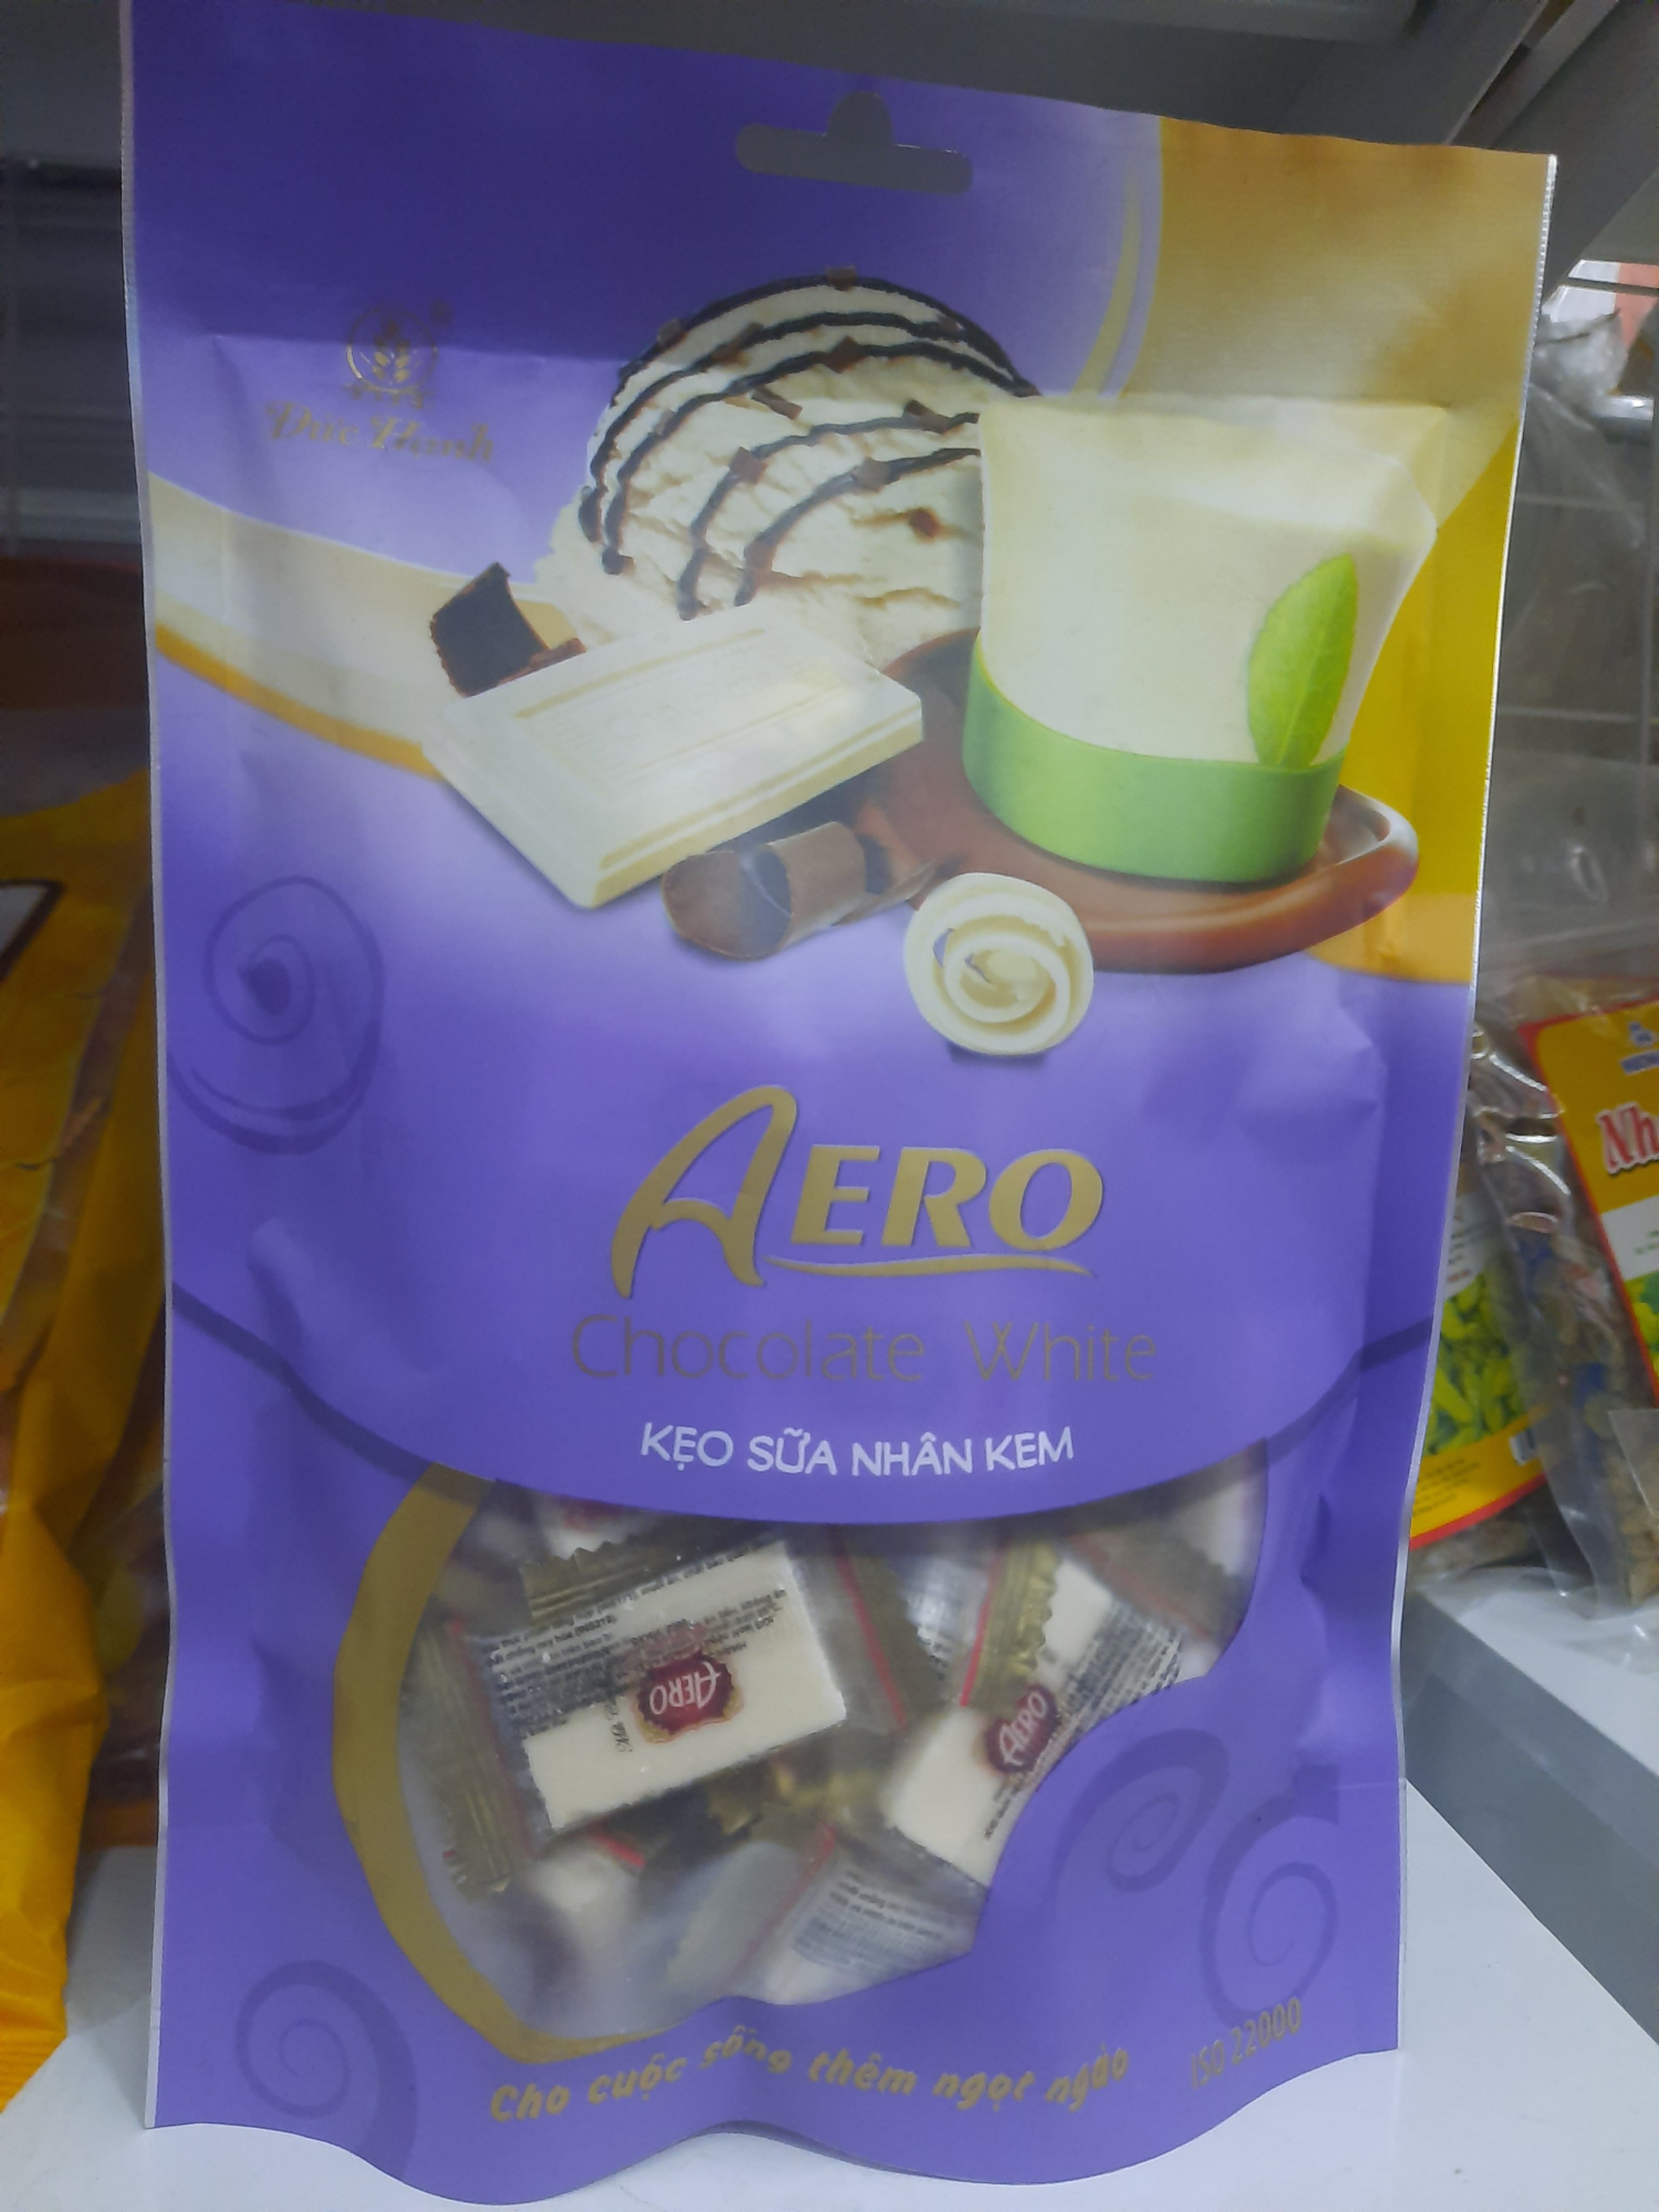 Đức Hạnh
AERO
Chocolate White
KẸO SỮA NHÂN KEM
AERO
AERO
Cho cuộc sống thêm ngọt ngào
ISO 22000
Nh